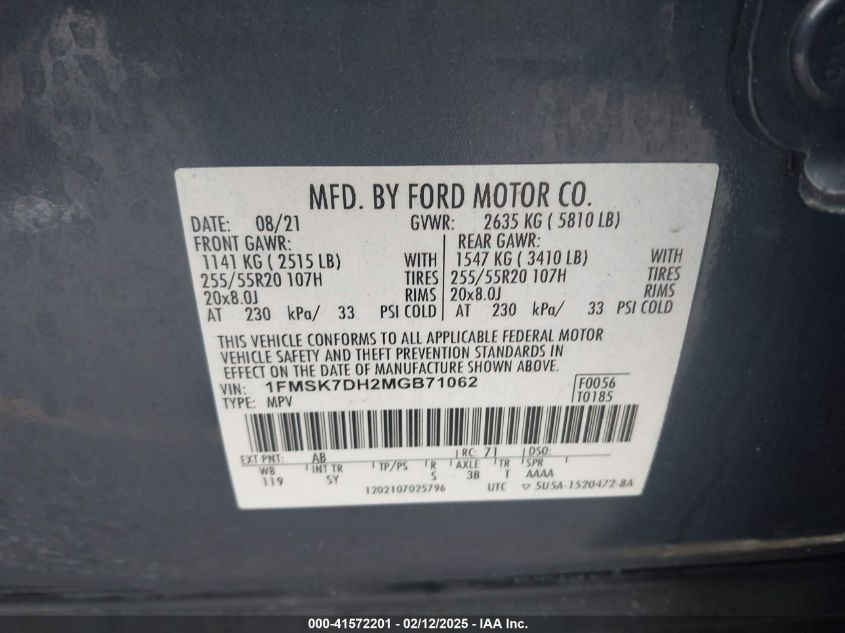 MFD. BY FORD MOTOR CO.
DATE: 08/21 GVWR: 2635 KG ( 5810 LB)
FRONT GAWR: REAR GAWR:
1141 KG ( 2515 LB) WITH 1547 KG ( 3410 LB) WITH
255/55R20 107H TIRES 255/55R20 107H TIRES
20x8.0J RIMS 20x8.0J RIMS
AT 230 kPa/ 33 PSI COLD AT 230 kPa/ 33 PSI COLD
THIS VEHICLE CONFORMS TO ALL APPLICABLE FEDERAL MOTOR
VEHICLE SAFETY AND THEFT PREVENTION STANDARDS IN
EFFECT ON THE DATE OF MANUFACTURE SHOWN ABOVE.
VIN: 1FMSK7DH2MGB71062 F0056
TYPE: MPV T0185
EXT PNT: AB RC: 71 DSO:
WB INT TR TP/PS R AXLE TR SPR
119 SY S 3B T AAAA
1202107025796 UTC ▽ 5U5A-1520472-BA
000-41572201 - 02/12/2025 - IAA Inc.